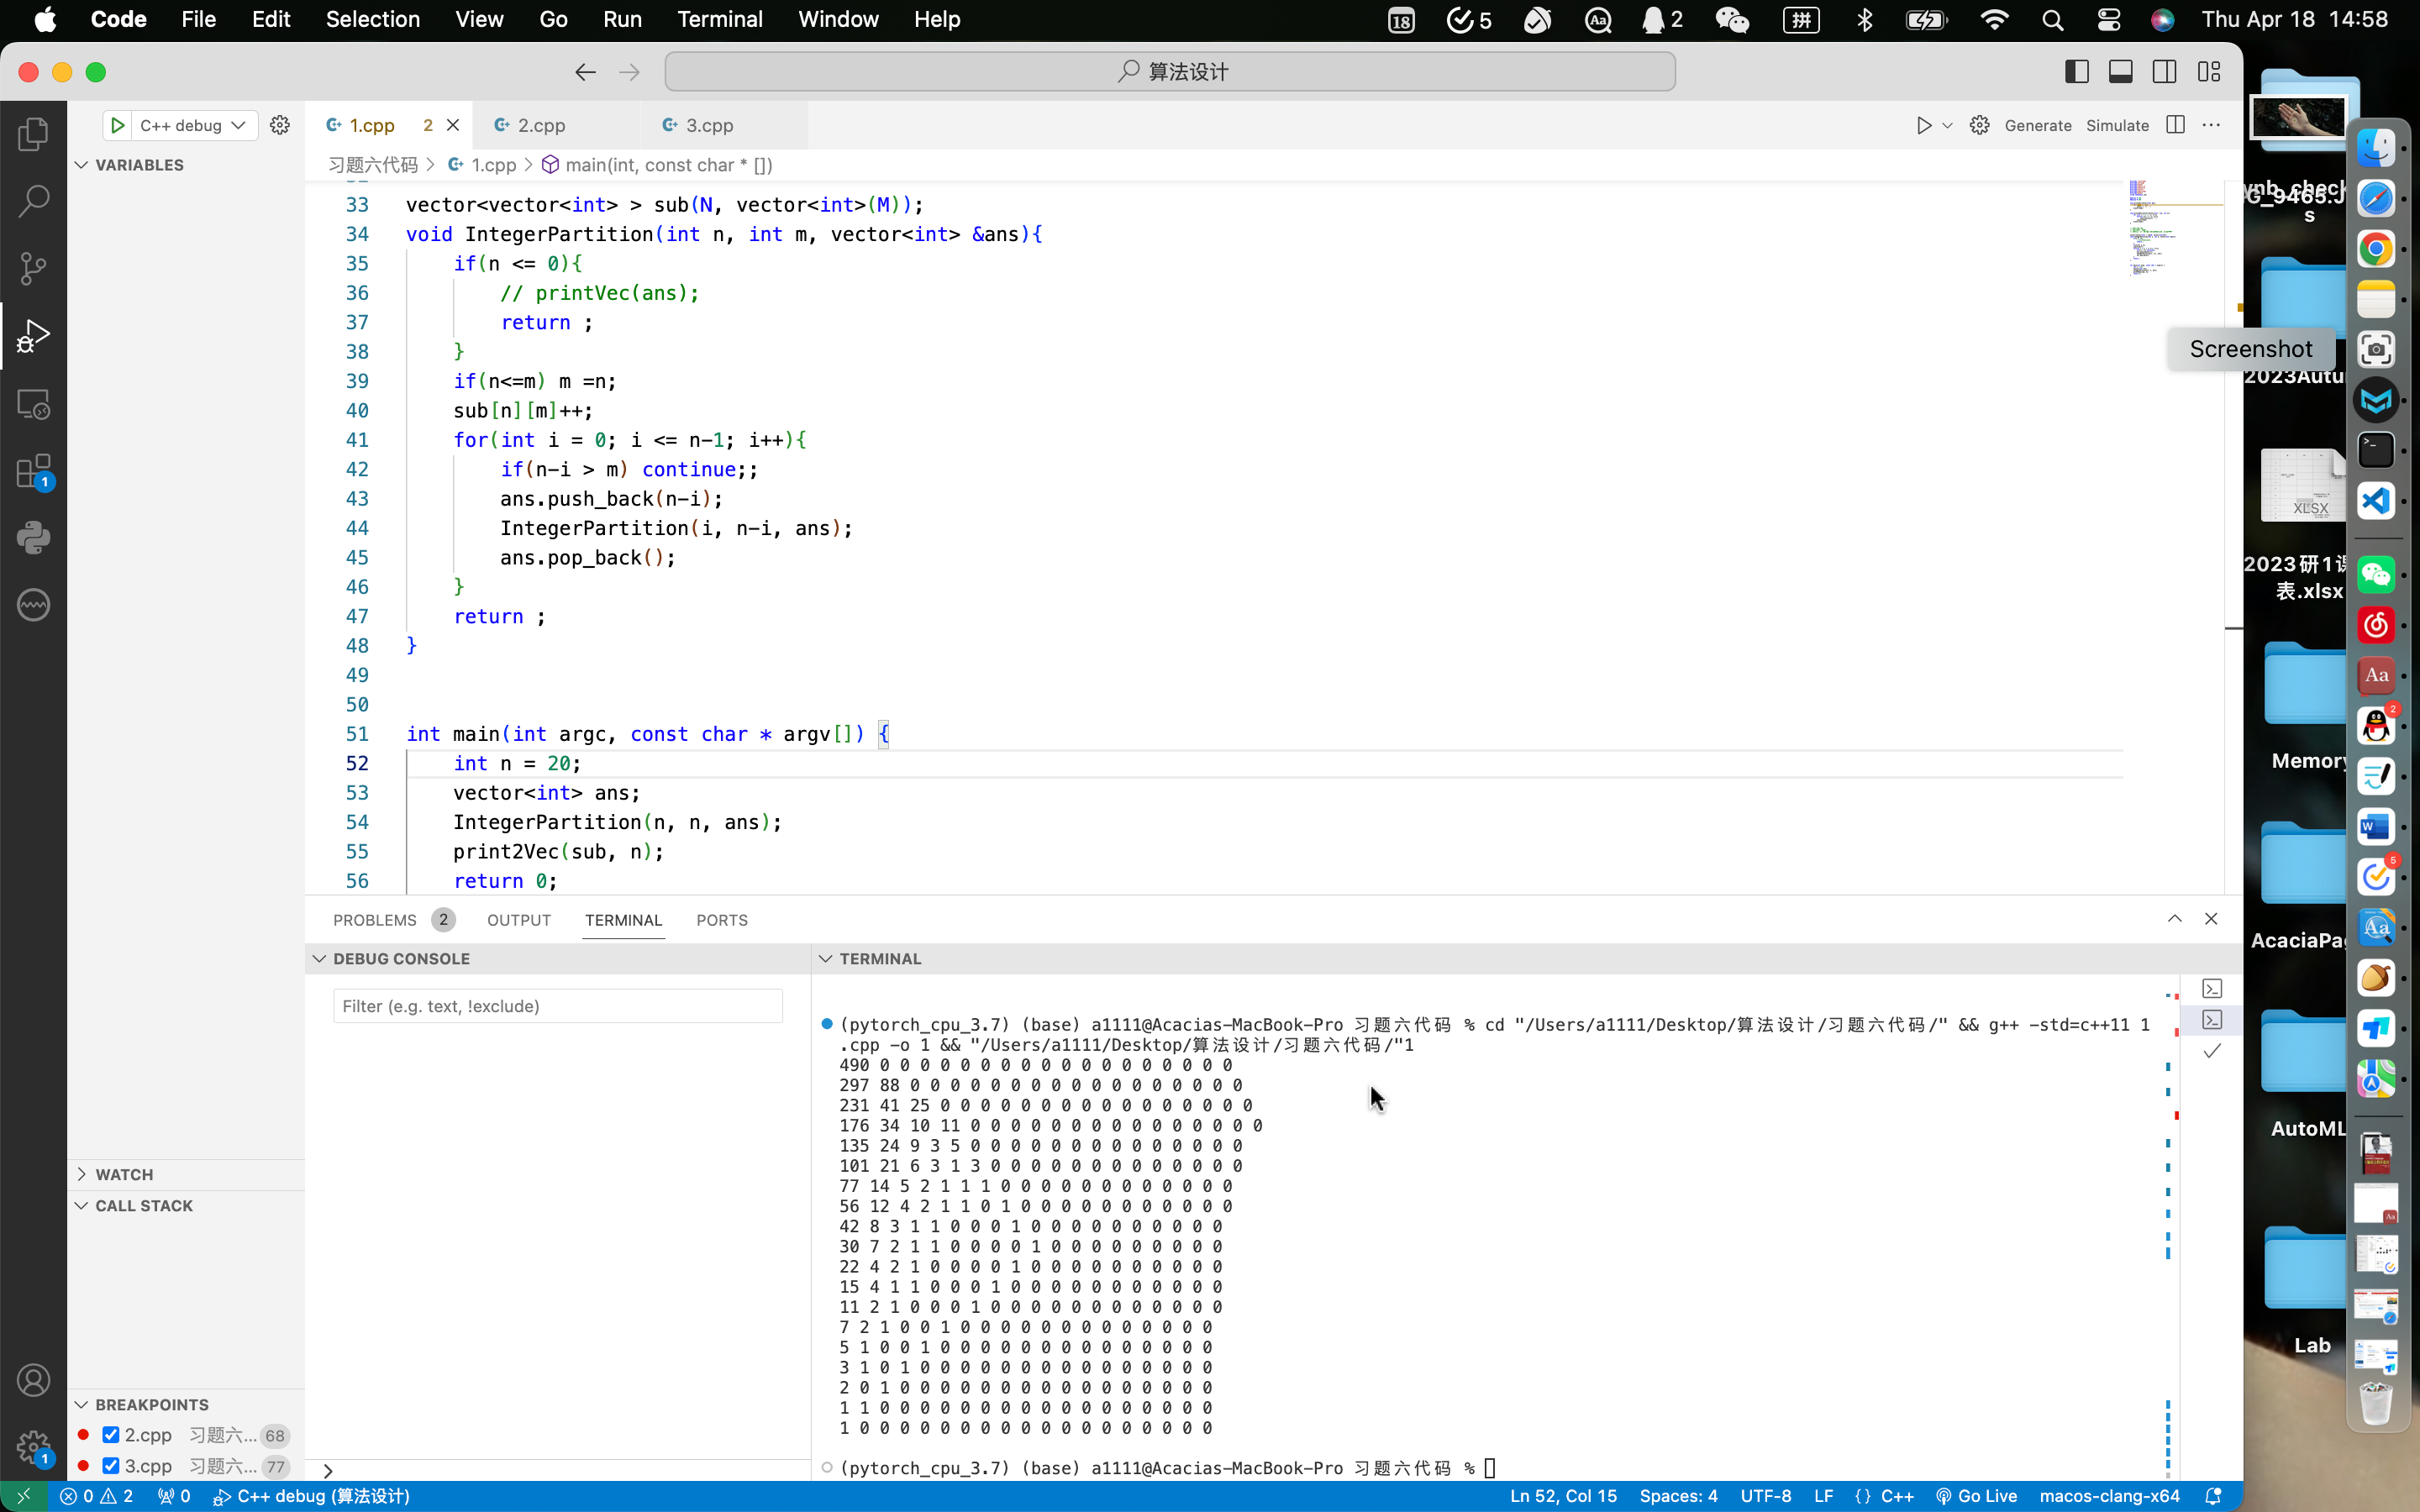 Code File Edit Selection View Go Run Terminal Window Help 18 5 2 拼 Thu Apr 18 14:58
算法设计
C++ debug
1.cpp 2 2.cpp 3.cpp Generate Simulate
VARIABLES
习题六代码 > 1.cpp > main(int, const char * [])
33 vector<vector<int> > sub(N, vector<int>(M));
34 void IntegerPartition(int n, int m, vector<int> &ans){
35 if(n <= 0){
36 // printVec(ans);
37 return ;
38 }
39 if(n<=m) m =n;
40 sub[n][m]++;
41 for(int i = 0; i <= n-1; i++){
42 if(n-i > m) continue;;
43 ans.push_back(n-i);
44 IntegerPartition(i, n-i, ans);
45 ans.pop_back();
46 }
47 return ;
48 }
49
50
51 int main(int argc, const char * argv[]) {
52 int n = 20;
53 vector<int> ans;
54 IntegerPartition(n, n, ans);
55 print2Vec(sub, n);
56 return 0;
PROBLEMS 2 OUTPUT TERMINAL PORTS
DEBUG CONSOLE
Filter (e.g. text, !exclude)
TERMINAL
(pytorch_cpu_3.7) (base) a1111@Acacias-MacBook-Pro 习题六代码 % cd "/Users/a1111/Desktop/算法设计/习题六代码/" && g++ -std=c++11 1
.cpp -o 1 && "/Users/a1111/Desktop/算法设计/习题六代码/"1
490 0 0 0 0 0 0 0 0 0 0 0 0 0 0 0 0 0 0
297 88 0 0 0 0 0 0 0 0 0 0 0 0 0 0 0 0 0
231 41 25 0 0 0 0 0 0 0 0 0 0 0 0 0 0 0 0
176 34 10 11 0 0 0 0 0 0 0 0 0 0 0 0 0 0 0
135 24 9 3 5 0 0 0 0 0 0 0 0 0 0 0 0 0 0
101 21 6 3 1 3 0 0 0 0 0 0 0 0 0 0 0 0 0
77 14 5 2 1 1 1 0 0 0 0 0 0 0 0 0 0 0 0
56 12 4 2 1 1 0 1 0 0 0 0 0 0 0 0 0 0 0
42 8 3 1 1 0 0 0 1 0 0 0 0 0 0 0 0 0 0
30 7 2 1 1 0 0 0 0 1 0 0 0 0 0 0 0 0 0
22 4 2 1 0 0 0 0 1 0 0 0 0 0 0 0 0 0 0
15 4 1 1 0 0 0 1 0 0 0 0 0 0 0 0 0 0 0
11 2 1 0 0 0 1 0 0 0 0 0 0 0 0 0 0 0 0
7 2 1 0 0 1 0 0 0 0 0 0 0 0 0 0 0 0 0
5 1 0 0 1 0 0 0 0 0 0 0 0 0 0 0 0 0 0
3 1 0 1 0 0 0 0 0 0 0 0 0 0 0 0 0 0 0
2 0 1 0 0 0 0 0 0 0 0 0 0 0 0 0 0 0 0
1 1 0 0 0 0 0 0 0 0 0 0 0 0 0 0 0 0 0
1 0 0 0 0 0 0 0 0 0 0 0 0 0 0 0 0 0 0
(pytorch_cpu_3.7) (base) a1111@Acacias-MacBook-Pro 习题六代码 %
WATCH
CALL STACK
BREAKPOINTS
2.cpp 习题六... 68
3.cpp 习题六... 77
0 2 0 C++ debug (算法设计) Ln 52, Col 15 Spaces: 4 UTF-8 LF {} C++ Go Live macos-clang-x64
1
1
ynb_check
G_9465.J
s
Screenshot
2023Autu
XLSX
2023研1课
表.xlsx
Memory
AcaciaPa
AutoML
Lab
Aa
2
W
5
Aa